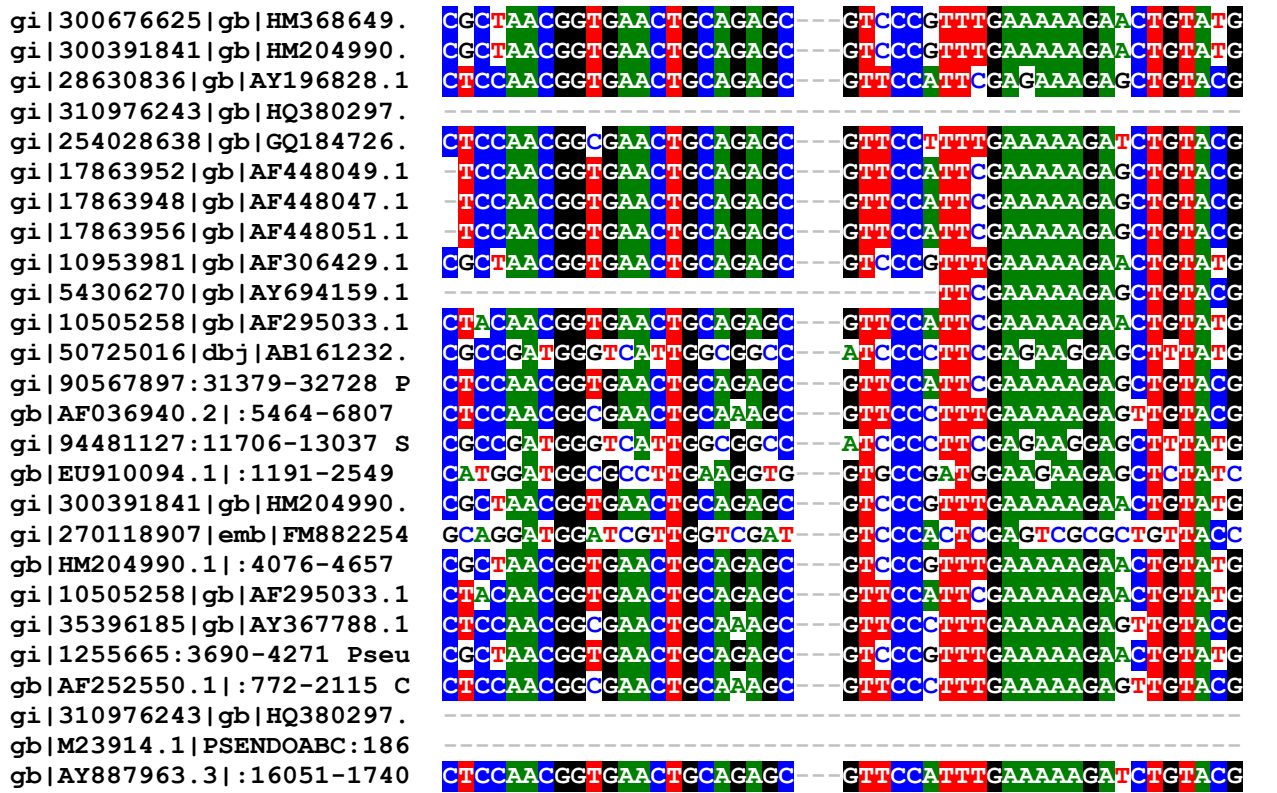 gi|300676625|gb|HM368649. CGCTAACGGTGAACTGCAGAGC---GTCCCGTTTGAAAAAGAACTGTATG
gi|300391841|gb|HM204990. CGCTAACGGTGAACTGCAGAGC---GTCCCGTTTGAAAAAGAACTGTATG
gi|28630836|gb|AY196828.1 CTCCAACGGTGAACTGCAGAGC---GTTCCATTCGAGAAAGAGCTGTACG
gi|310976243|gb|HQ380297. --------------------------------------------------
gi|254028638|gb|GQ184726. CTCCAACGGCGAACTGCAGAGC---GTTCCTTTTGAAAAAGATCTGTACG
gi|17863952|gb|AF448049.1 -TCCAACGGTGAACTGCAGAGC---GTTCCATTCGAAAAAGAGCTGTACG
gi|17863948|gb|AF448047.1 -TCCAACGGTGAACTGCAGAGC---GTTCCATTCGAAAAAGAGCTGTACG
gi|17863956|gb|AF448051.1 -TCCAACGGTGAACTGCAGAGC---GTTCCATTCGAAAAAGAGCTGTACG
gi|10953981|gb|AF306429.1 CGCTAACGGTGAACTGCAGAGC---GTCCCGTTTGAAAAAGAACTGTATG
gi|54306270|gb|AY694159.1 -------------------------------TTCGAAAAAGAGCTGTACG
gi|10505258|gb|AF295033.1 CTACAACGGTGAACTGCAGAGC---GTTCCATTCGAAAAAGAACTGTATG
gi|50725016|dbj|AB161232. CGCCGATGGGTCATTGGCGGCC---ATCCCCTTCGAGAAGGAGCTTTATG
gi|90567897:31379-32728 P CTCCAACGGTGAACTGCAGAGC---GTTCCATTCGAAAAAGAGCTGTACG
gb|AF036940.2|:5464-6807 CTCCAACGGCGAACTGCAAAGC---GTTCCCTTTGAAAAAGAGTTGTACG
gi|94481127:11706-13037 S CGCCGATGGGTCATTGGCGGCC---ATCCCCTTCGAGAAGGAGCTTTATG
gb|EU910094.1|:1191-2549 CATGGATGGCGCCTTGAAGGTG---GTGCCGATGGAAGAAGAGCTCTATC
gi|300391841|gb|HM204990. CGCTAACGGTGAACTGCAGAGC---GTCCCGTTTGAAAAAGAACTGTATG
gi|270118907|emb|FM882254 GCAGGATGGATCGTTGGTCGAT---GTCCCACTCGAGTCGCGCTGTTACC
gb|HM204990.1|:4076-4657 CGCTAACGGTGAACTGCAGAGC---GTCCCGTTTGAAAAAGAACTGTATG
gi|10505258|gb|AF295033.1 CTACAACGGTGAACTGCAGAGC---GTTCCATTCGAAAAAGAACTGTATG
gi|35396185|gb|AY367788.1 CTCCAACGGCGAACTGCAAAGC---GTTCCCTTTGAAAAAGAGTTGTACG
gi|1255665:3690-4271 Pseu CGCTAACGGTGAACTGCAGAGC---GTCCCGTTTGAAAAAGAACTGTATG
gb|AF252550.1|:772-2115 C CTCCAACGGCGAACTGCAAAGC---GTTCCCTTTGAAAAAGAGTTGTACG
gi|310976243|gb|HQ380297. --------------------------------------------------
gb|M23914.1|PSENDOABC:186 --------------------------------------------------
gb|AY887963.3|:16051-1740 CTCCAACGGTGAACTGCAGAGC---GTTCCATTTGAAAAAGATCTGTACG